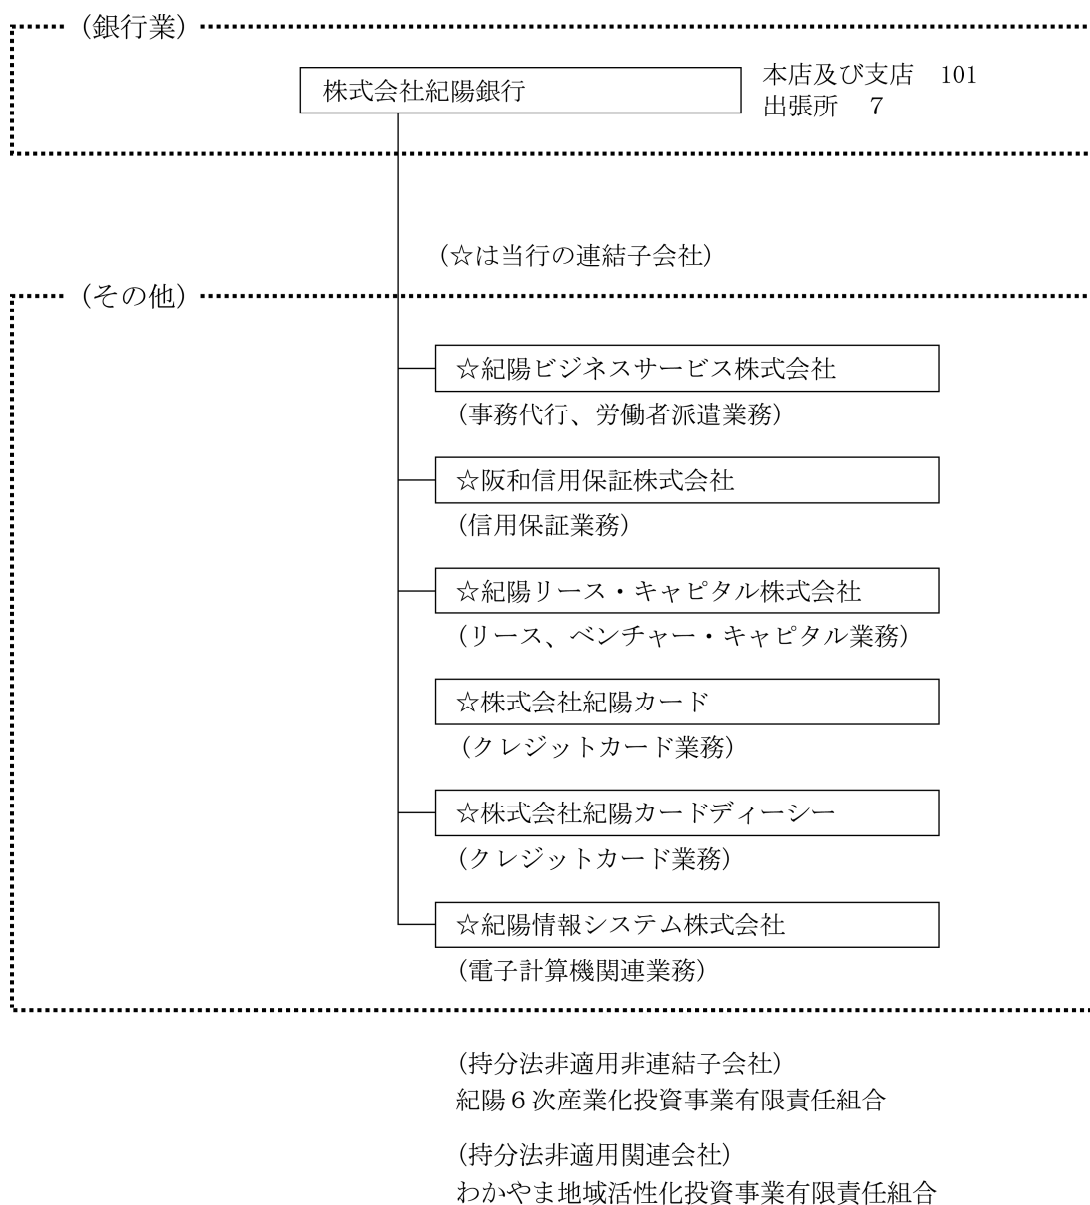 (銀行業)
株式会社紀陽銀行
本店及び支店 101
出張所 7
(☆は当行の連結子会社)
(その他)
☆紀陽ビジネスサービス株式会社
(事務代行、労働者派遣業務)
☆阪和信用保証株式会社
(信用保証業務)
☆紀陽リース・キャピタル株式会社
(リース、ベンチャー・キャピタル業務)
☆株式会社紀陽カード
(クレジットカード業務)
☆株式会社紀陽カードディーシー
(クレジットカード業務)
☆紀陽情報システム株式会社
(電子計算機関連業務)
(持分法非適用非連結子会社)
紀陽6次産業化投資事業有限責任組合
(持分法非適用関連会社)
わかやま地域活性化投資事業有限責任組合